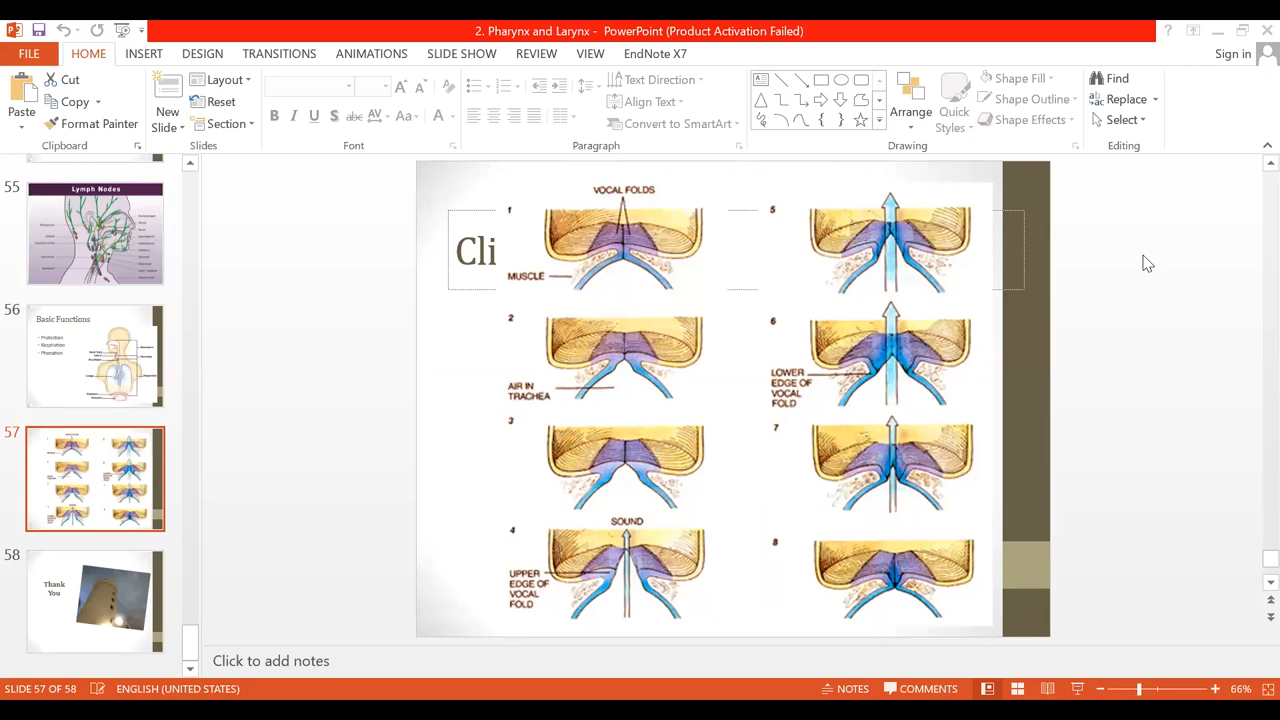 2. Pharynx and Larynx - PowerPoint (Product Activation Failed)
FILE HOME INSERT DESIGN TRANSITIONS ANIMATIONS SLIDE SHOW REVIEW VIEW EndNote X7 Sign in
Paste
Cut
Copy
Format Painter
Clipboard
New
Slide
Layout
Reset
Section
Slides
Font
Text Direction
Align Text
Convert to SmartArt
Paragraph
Arrange
Quick
Styles
Shape Fill
Shape Outline
Shape Effects
Drawing
Find
Replace
Select
Editing
55
Lymph Nodes
56
Basic Functions
• Protection
• Respiration
• Phonation
57
58
Thank
You
Cli
VOCAL FOLDS
1
MUSCLE
2
AIR IN
TRACHEA
3
SOUND
4
UPPER
EDGE OF
VOCAL
FOLD
5
6
LOWER
EDGE OF
VOCAL
FOLD
7
8
Click to add notes
SLIDE 57 OF 58 ENGLISH (UNITED STATES) NOTES COMMENTS 66%